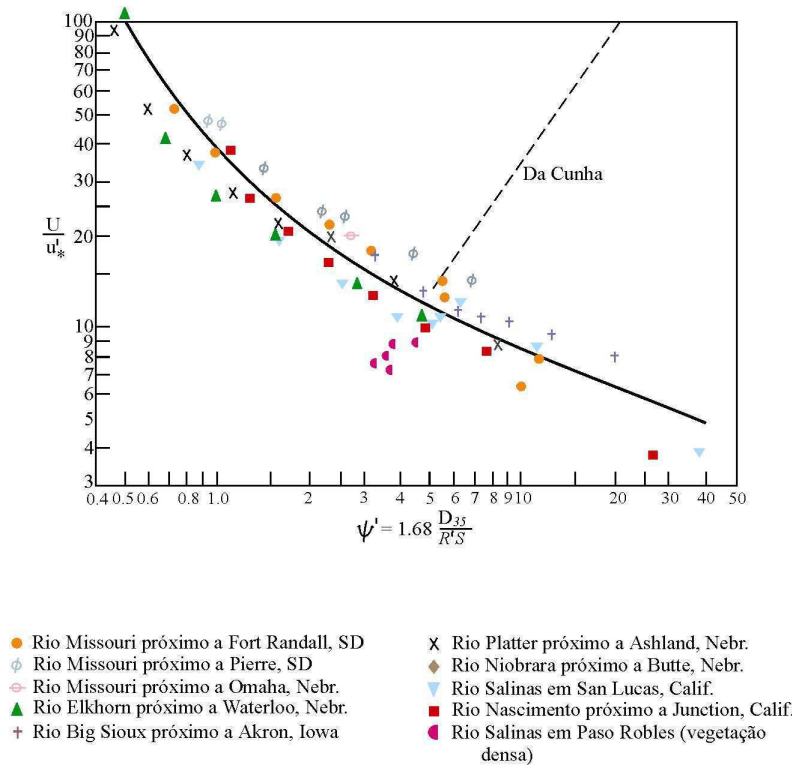 100
90
80
70
60
50
40
30
20
10
9
8
7
6
5
4
3
U
u'*
Da Cunha
0.4 0.5 0.6 0.8 1.0 2 3 4 5 6 7 8 9 10 20 30 40 50
ψ' = 1.68 D35
R'S
Rio Missouri próximo a Fort Randall, SD
Rio Missouri próximo a Pierre, SD
Rio Missouri próximo a Omaha, Nebr.
Rio Elkhorn próximo a Waterloo, Nebr.
Rio Big Sioux próximo a Akron, Iowa
Rio Platter próximo a Ashland, Nebr.
Rio Niobrara próximo a Butte, Nebr.
Rio Salinas em San Lucas, Calif.
Rio Nascimento próximo a Junction, Calif.
Rio Salinas em Paso Robles (vegetação
densa)